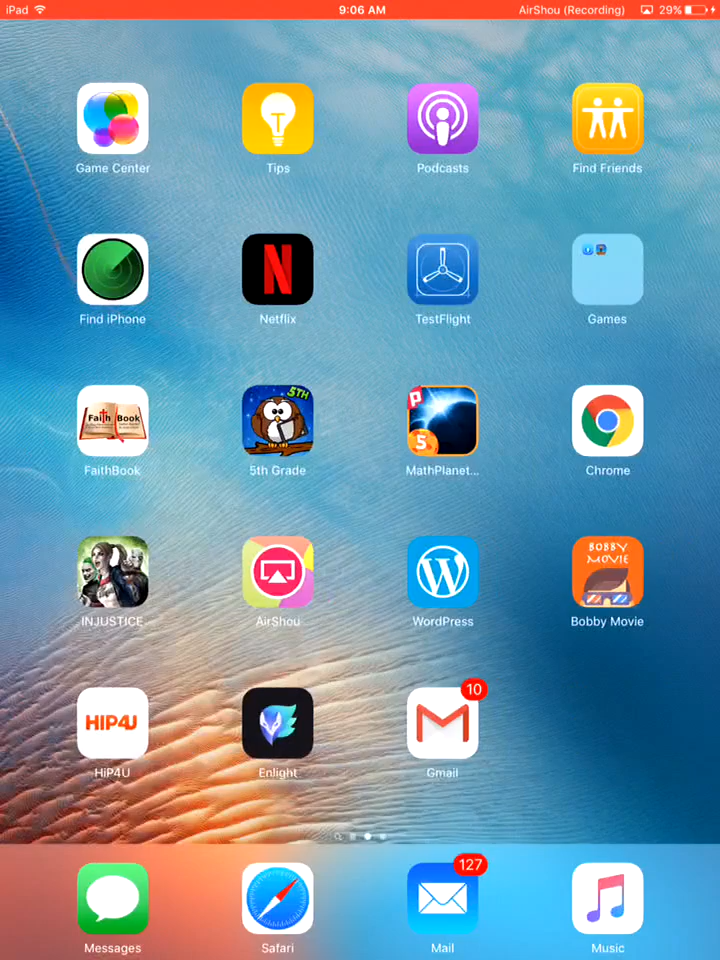 iPad 9:06 AM AirShou (Recording) 29%
Game Center Tips Podcasts Find Friends
N
Find iPhone Netflix TestFlight Games
Faith Book
5TH
P
5
FaithBook 5th Grade MathPlanet... Chrome
BOBBY
MOVIE
W
INJUSTICE AirShou WordPress Bobby Movie
10
HIP4U
M
HiP4U Enlight Gmail
127
Messages Safari Mail Music